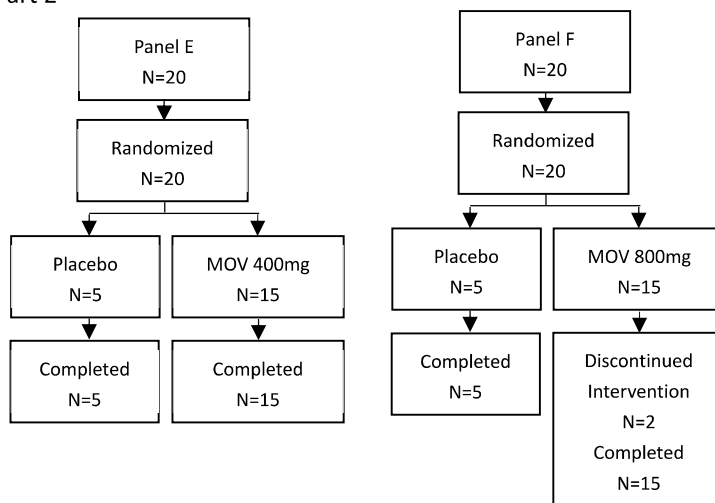 art 2
Panel E
N=20
Randomized
N=20
Placebo
N=5
MOV 400mg
N=15
Completed
N=5
Completed
N=15
Panel F
N=20
Randomized
N=20
Placebo
N=5
MOV 800mg
N=15
Completed
N=5
Discontinued
Intervention
N=2
Completed
N=15